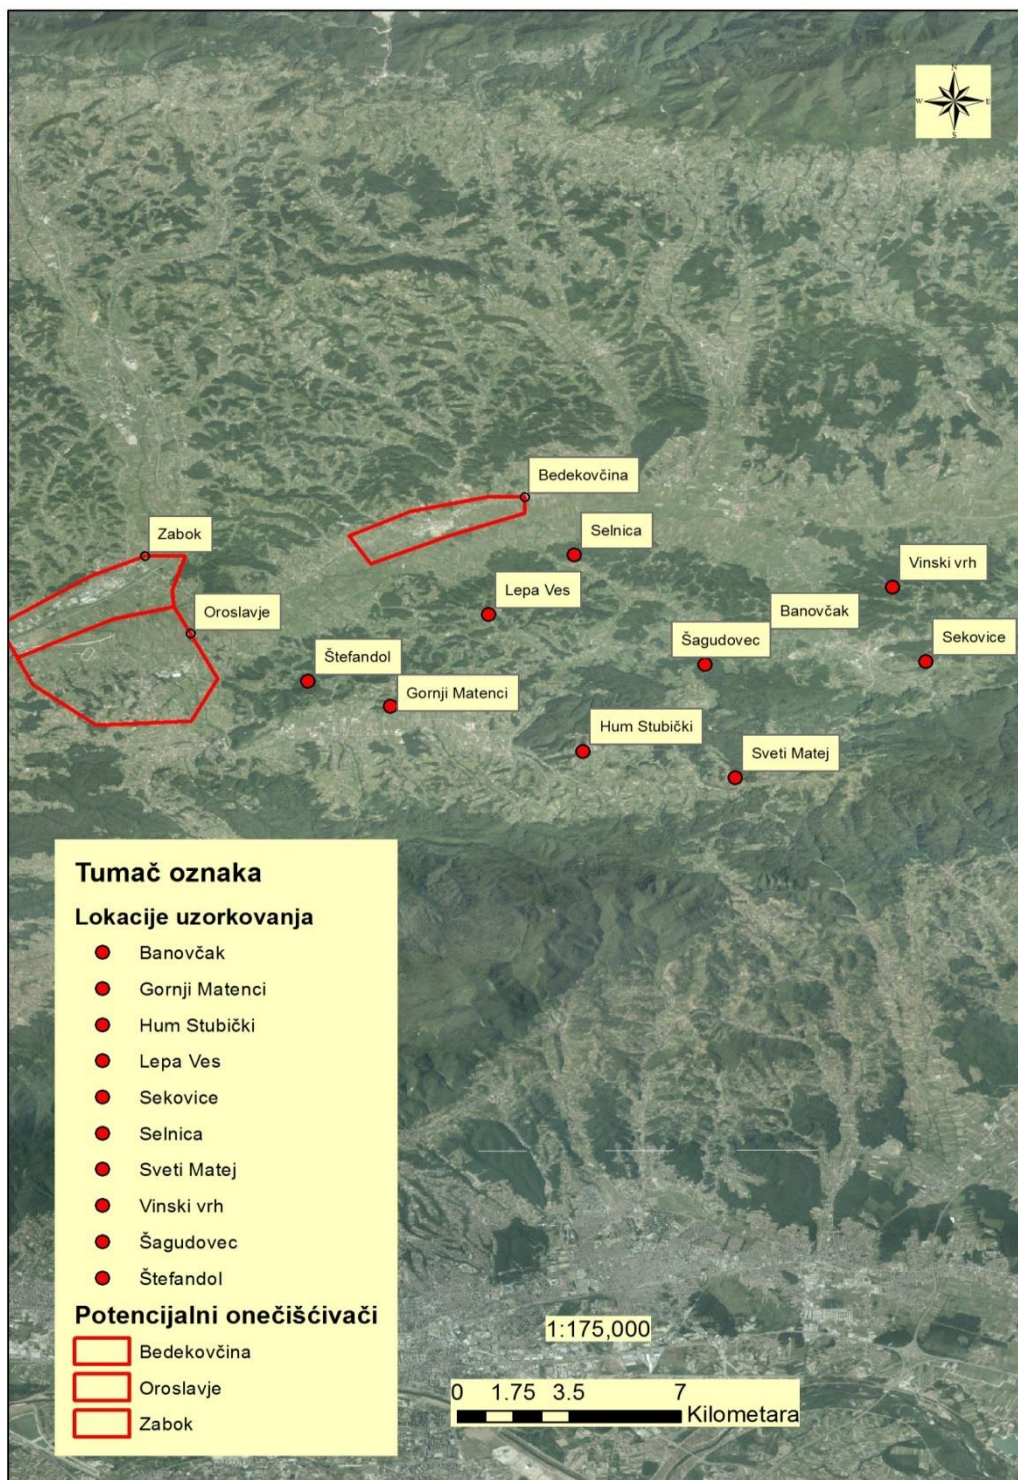 N
W E
S
Bedekovčina
Zabok
Selnica
Vinski vrh
Lepa Ves
Banovčak
Oroslavje
Šagudovec
Sekovice
Štefandol
Gornji Matenci
Hum Stubički
Sveti Matej
Tumač oznaka
Lokacije uzorkovanja
Banovčak
Gornji Matenci
Hum Stubički
Lepa Ves
Sekovice
Selnica
Sveti Matej
Vinski vrh
Šagudovec
Štefandol
Potencijalni onečišćivači
Bedekovčina
Oroslavje
Zabok
1:175,000
0 1.75 3.5 7
Kilometara